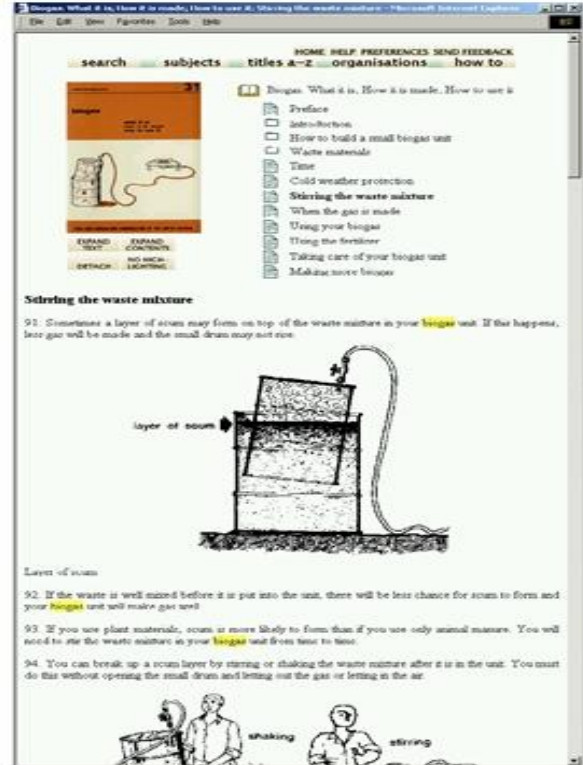 Biogas. What it is, How it is made, How to use it; Stirring the waste mixture - Microsoft Internet Explorer
File Edit View Favorites Tools Help
HOME HELP PREFERENCES SEND FEEDBACK
search subjects titles a-z organisations how to
31
biogas
Biogas. What it is, How it is made, How to use it
Preface
Introduction
How to build a small biogas unit
Waste materials
Time
Cold weather protection
Stirring the waste mixture
When the gas is made
Using your biogas
Using the fertilizer
Taking care of your biogas unit
Making more biogas
EXPAND TEXT EXPAND CONTENTS
DETACH NO HIGH-LIGHTING
Stirring the waste mixture
91. Sometimes a layer of scum may form on top of the waste mixture in your biogas unit. If this happens,
less gas will be made and the small drum may not rise.
layer of scum
Layer of scum
92. If the waste is well mixed before it is put into the unit, there will be less chance for scum to form and
your biogas unit will make gas well.
93. If you use plant materials, scum is more likely to form than if you use only animal manure. You will
need to stir the waste mixture in your biogas unit from time to time.
94. You can break up a scum layer by stirring or shaking the waste mixture after it is in the unit. You must
do this without opening the small drum and letting out the gas or letting in the air.
shaking
stirring